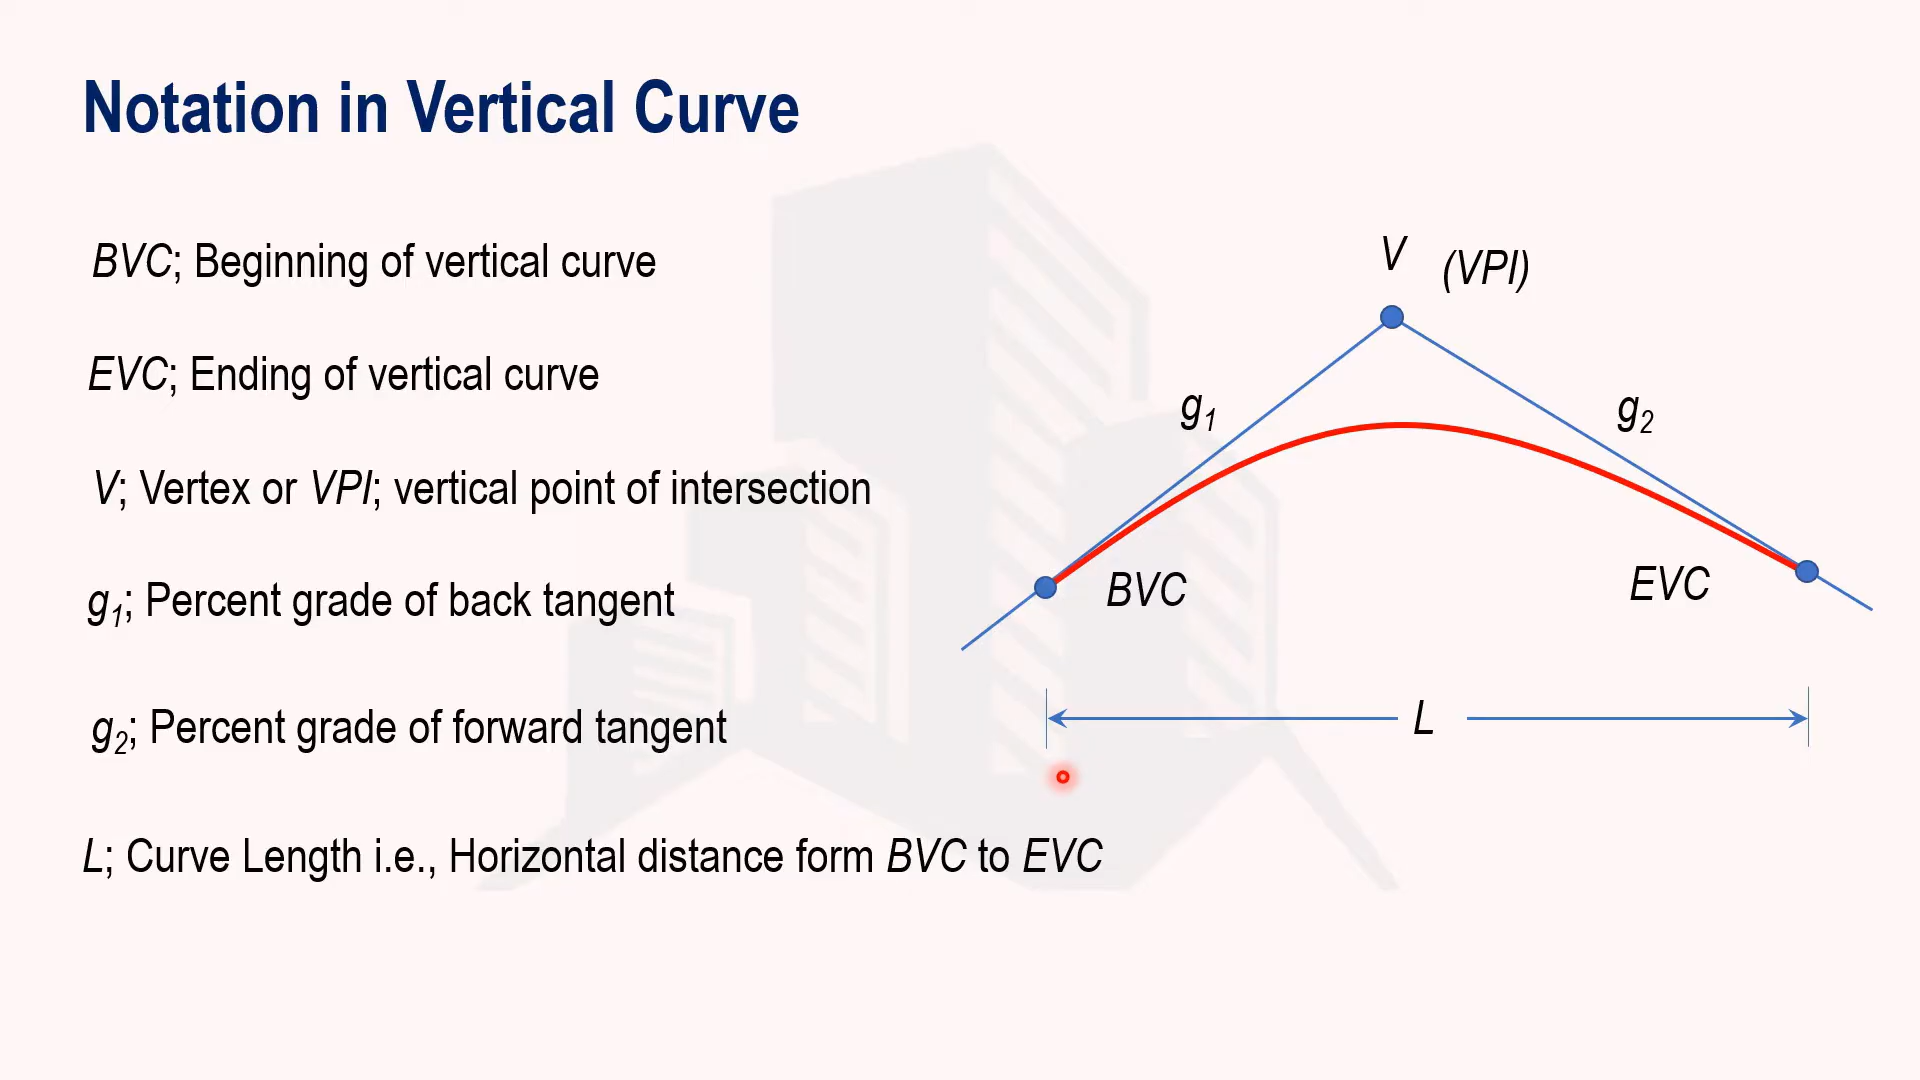 Notation in Vertical Curve
BVC; Beginning of vertical curve
EVC; Ending of vertical curve
V; Vertex or VPI; vertical point of intersection
g1; Percent grade of back tangent
g2; Percent grade of forward tangent
L; Curve Length i.e., Horizontal distance form BVC to EVC
V (VPI)
g1
g2
BVC
EVC
L